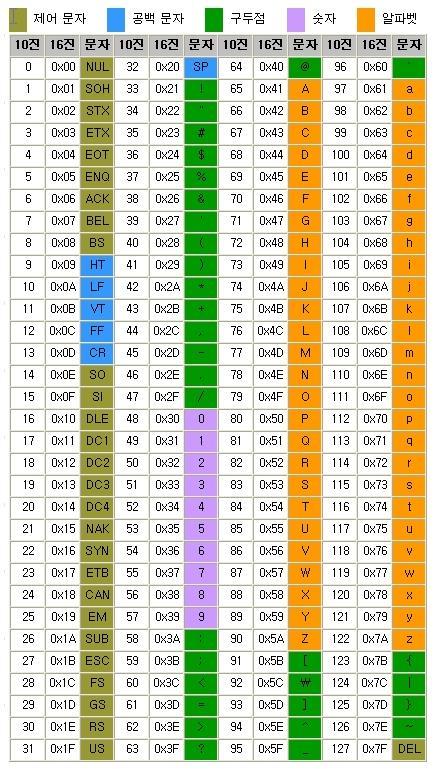 제어 문자 공백 문자 구두점 숫자 알파벳
10진 16진 문자 10진 16진 문자 10진 16진 문자 10진 16진 문자
0 0x00 NUL 32 0x20 SP 64 0x40 @ 96 0x60 `
1 0x01 SOH 33 0x21 ! 65 0x41 A 97 0x61 a
2 0x02 STX 34 0x22 " 66 0x42 B 98 0x62 b
3 0x03 ETX 35 0x23 # 67 0x43 C 99 0x63 c
4 0x04 EOT 36 0x24 $ 68 0x44 D 100 0x64 d
5 0x05 ENQ 37 0x25 % 69 0x45 E 101 0x65 e
6 0x06 ACK 38 0x26 & 70 0x46 F 102 0x66 f
7 0x07 BEL 39 0x27 ' 71 0x47 G 103 0x67 g
8 0x08 BS 40 0x28 ( 72 0x48 H 104 0x68 h
9 0x09 HT 41 0x29 ) 73 0x49 I 105 0x69 i
10 0x0A LF 42 0x2A * 74 0x4A J 106 0x6A j
11 0x0B VT 43 0x2B + 75 0x4B K 107 0x6B k
12 0x0C FF 44 0x2C , 76 0x4C L 108 0x6C l
13 0x0D CR 45 0x2D - 77 0x4D M 109 0x6D m
14 0x0E SO 46 0x2E . 78 0x4E N 110 0x6E n
15 0x0F SI 47 0x2F / 79 0x4F O 111 0x6F o
16 0x10 DLE 48 0x30 0 80 0x50 P 112 0x70 p
17 0x11 DC1 49 0x31 1 81 0x51 Q 113 0x71 q
18 0x12 DC2 50 0x32 2 82 0x52 R 114 0x72 r
19 0x13 DC3 51 0x33 3 83 0x53 S 115 0x73 s
20 0x14 DC4 52 0x34 4 84 0x54 T 116 0x74 t
21 0x15 NAK 53 0x35 5 85 0x55 U 117 0x75 u
22 0x16 SYN 54 0x36 6 86 0x56 V 118 0x76 v
23 0x17 ETB 55 0x37 7 87 0x57 W 119 0x77 w
24 0x18 CAN 56 0x38 8 88 0x58 X 120 0x78 x
25 0x19 EM 57 0x39 9 89 0x59 Y 121 0x79 y
26 0x1A SUB 58 0x3A : 90 0x5A Z 122 0x7A z
27 0x1B ESC 59 0x3B ; 91 0x5B [ 123 0x7B {
28 0x1C FS 60 0x3C < 92 0x5C ₩ 124 0x7C |
29 0x1D GS 61 0x3D = 93 0x5D ] 125 0x7D }
30 0x1E RS 62 0x3E > 94 0x5E ^ 126 0x7E ~
31 0x1F US 63 0x3F ? 95 0x5F _ 127 0x7F DEL